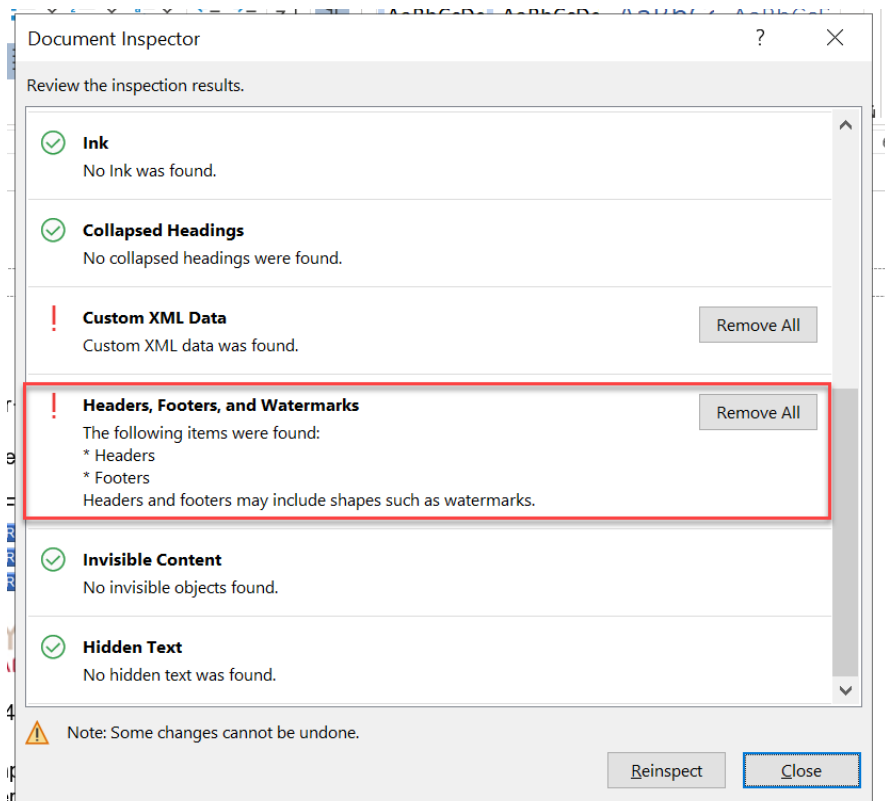 Document Inspector
?
Review the inspection results.
Ink
No Ink was found.
Collapsed Headings
No collapsed headings were found.
Custom XML Data
Remove All
Custom XML data was found.
Headers, Footers, and Watermarks
Remove All
The following items were found:
* Headers
* Footers
Headers and footers may include shapes such as watermarks.
Invisible Content
No invisible objects found.
Hidden Text
No hidden text was found.
Note: Some changes cannot be undone.
Reinspect
Close